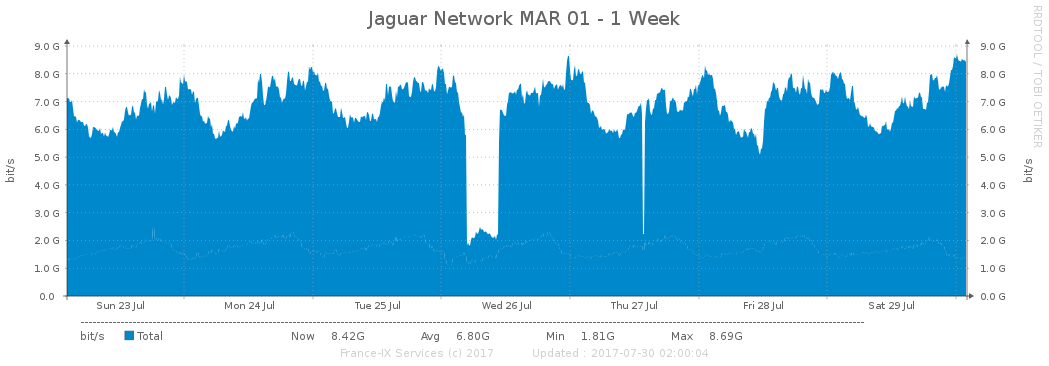 Jaguar Network MAR 01 - 1 Week
RRDTOOL / TOBI OETIKER
9.0 G 9.0 G
8.0 G 8.0 G
7.0 G 7.0 G
6.0 G 6.0 G
5.0 G 5.0 G
bit/s bit/s
4.0 G 4.0 G
3.0 G 3.0 G
2.0 G 2.0 G
1.0 G 1.0 G
0.0 0.0 G
Sun 23 Jul Mon 24 Jul Tue 25 Jul Wed 26 Jul Thu 27 Jul Fri 28 Jul Sat 29 Jul
bit/s Total Now 8.42G Avg 6.80G Min 1.81G Max 8.69G
France-IX Services (c) 2017 Updated : 2017-07-30 02:00:04